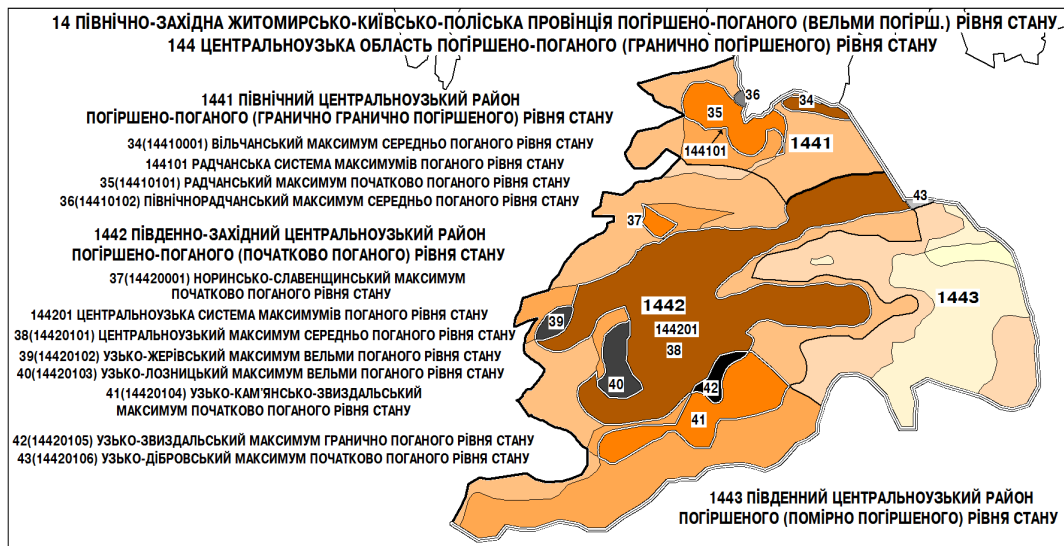 14 ПІВНІЧНО-ЗАХІДНА ЖИТОМИРСЬКО-КИЇВСЬКО-ПОЛІСЬКА ПРОВІНЦІЯ ПОГІРШЕНО-ПОГАНОГО (ВЕЛЬМИ ПОГІРШ.) РІВНЯ СТАНУ
144 ЦЕНТРАЛЬНОУЗЬКА ОБЛАСТЬ ПОГІРШЕНО-ПОГАНОГО (ГРАНИЧНО ПОГІРШЕНОГО) РІВНЯ СТАНУ
1441 ПІВНІЧНИЙ ЦЕНТРАЛЬНОУЗЬКИЙ РАЙОН
ПОГІРШЕНО-ПОГАНОГО (ГРАНИЧНО ГРАНИЧНО ПОГІРШЕНОГО) РІВНЯ СТАНУ
34(14410001) ВІЛЬЧАНСЬКИЙ МАКСИМУМ СЕРЕДНЬО ПОГАНОГО РІВНЯ СТАНУ
144101 РАДЧАНСЬКА СИСТЕМА МАКСИМУМІВ ПОГАНОГО РІВНЯ СТАНУ
35(14410101) РАДЧАНСЬКИЙ МАКСИМУМ ПОЧАТКОВО ПОГАНОГО РІВНЯ СТАНУ
36(14410102) ПІВНІЧНОРАДЧАНСЬКИЙ МАКСИМУМ СЕРЕДНЬО ПОГАНОГО РІВНЯ СТАНУ
1442 ПІВДЕННО-ЗАХІДНИЙ ЦЕНТРАЛЬНОУЗЬКИЙ РАЙОН
ПОГІРШЕНО-ПОГАНОГО (ПОЧАТКОВО ПОГАНОГО) РІВНЯ СТАНУ
37(14420001) НОРИНСЬКО-СЛАВЕНЩИНСЬКИЙ МАКСИМУМ
ПОЧАТКОВО ПОГАНОГО РІВНЯ СТАНУ
144201 ЦЕНТРАЛЬНОУЗЬКА СИСТЕМА МАКСИМУМІВ ПОГАНОГО РІВНЯ СТАНУ
38(14420101) ЦЕНТРАЛЬНОУЗЬКИЙ МАКСИМУМ СЕРЕДНЬО ПОГАНОГО РІВНЯ СТАНУ
39(14420102) УЗЬКО-ЖЕРІВСЬКИЙ МАКСИМУМ ВЕЛЬМИ ПОГАНОГО РІВНЯ СТАНУ
40(14420103) УЗЬКО-ЛОЗНИЦЬКИЙ МАКСИМУМ ВЕЛЬМИ ПОГАНОГО РІВНЯ СТАНУ
41(14420104) УЗЬКО-КАМ'ЯНСЬКО-ЗВИЗДАЛЬСЬКИЙ
МАКСИМУМ ПОЧАТКОВО ПОГАНОГО РІВНЯ СТАНУ
42(14420105) УЗЬКО-ЗВИЗДАЛЬСЬКИЙ МАКСИМУМ ГРАНИЧНО ПОГАНОГО РІВНЯ СТАНУ
43(14420106) УЗЬКО-ДІБРОВСЬКИЙ МАКСИМУМ ПОЧАТКОВО ПОГАНОГО РІВНЯ СТАНУ
36
34
35
1441
144101
43
37
1443
1442
39
144201
38
40
42
41
1443 ПІВДЕННИЙ ЦЕНТРАЛЬНОУЗЬКИЙ РАЙОН
ПОГІРШЕНОГО (ПОМІРНО ПОГІРШЕНОГО) РІВНЯ СТАНУ